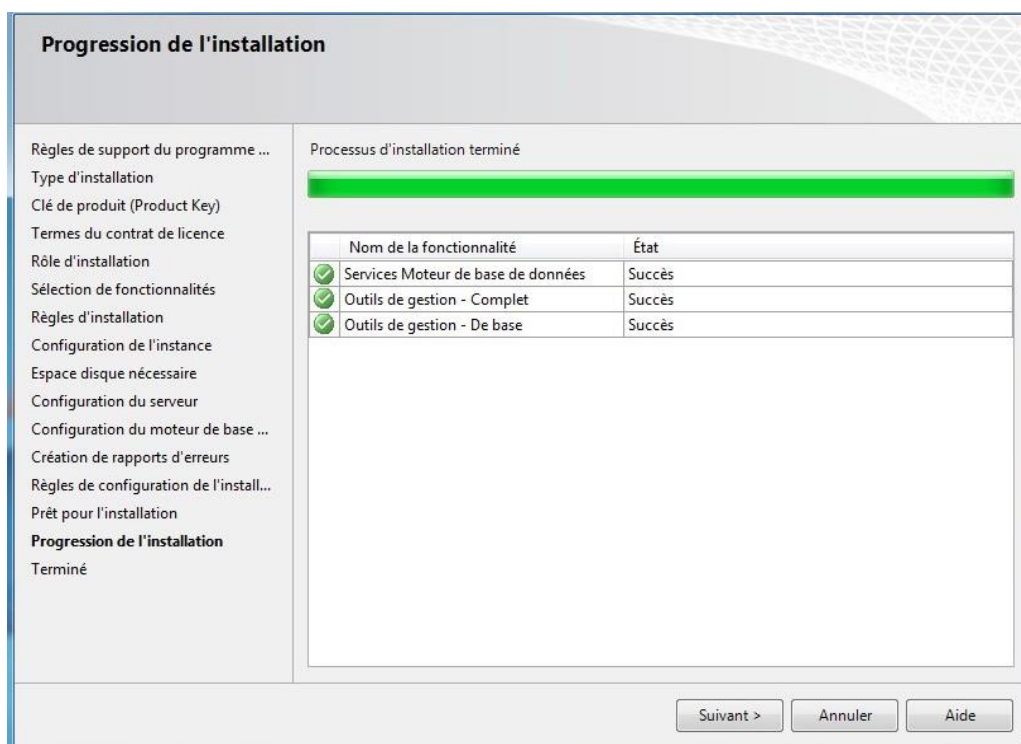 Progression de l'installation
Règles de support du programme ...
Type d'installation
Clé de produit (Product Key)
Termes du contrat de licence
Rôle d'installation
Sélection de fonctionnalités
Règles d'installation
Configuration de l'instance
Espace disque nécessaire
Configuration du serveur
Configuration du moteur de base ...
Création de rapports d'erreurs
Règles de configuration de l'install...
Prêt pour l'installation
Progression de l'installation
Terminé
Processus d'installation terminé
Nom de la fonctionnalité État
Services Moteur de base de données Succès
Outils de gestion - Complet Succès
Outils de gestion - De base Succès
Suivant > Annuler Aide